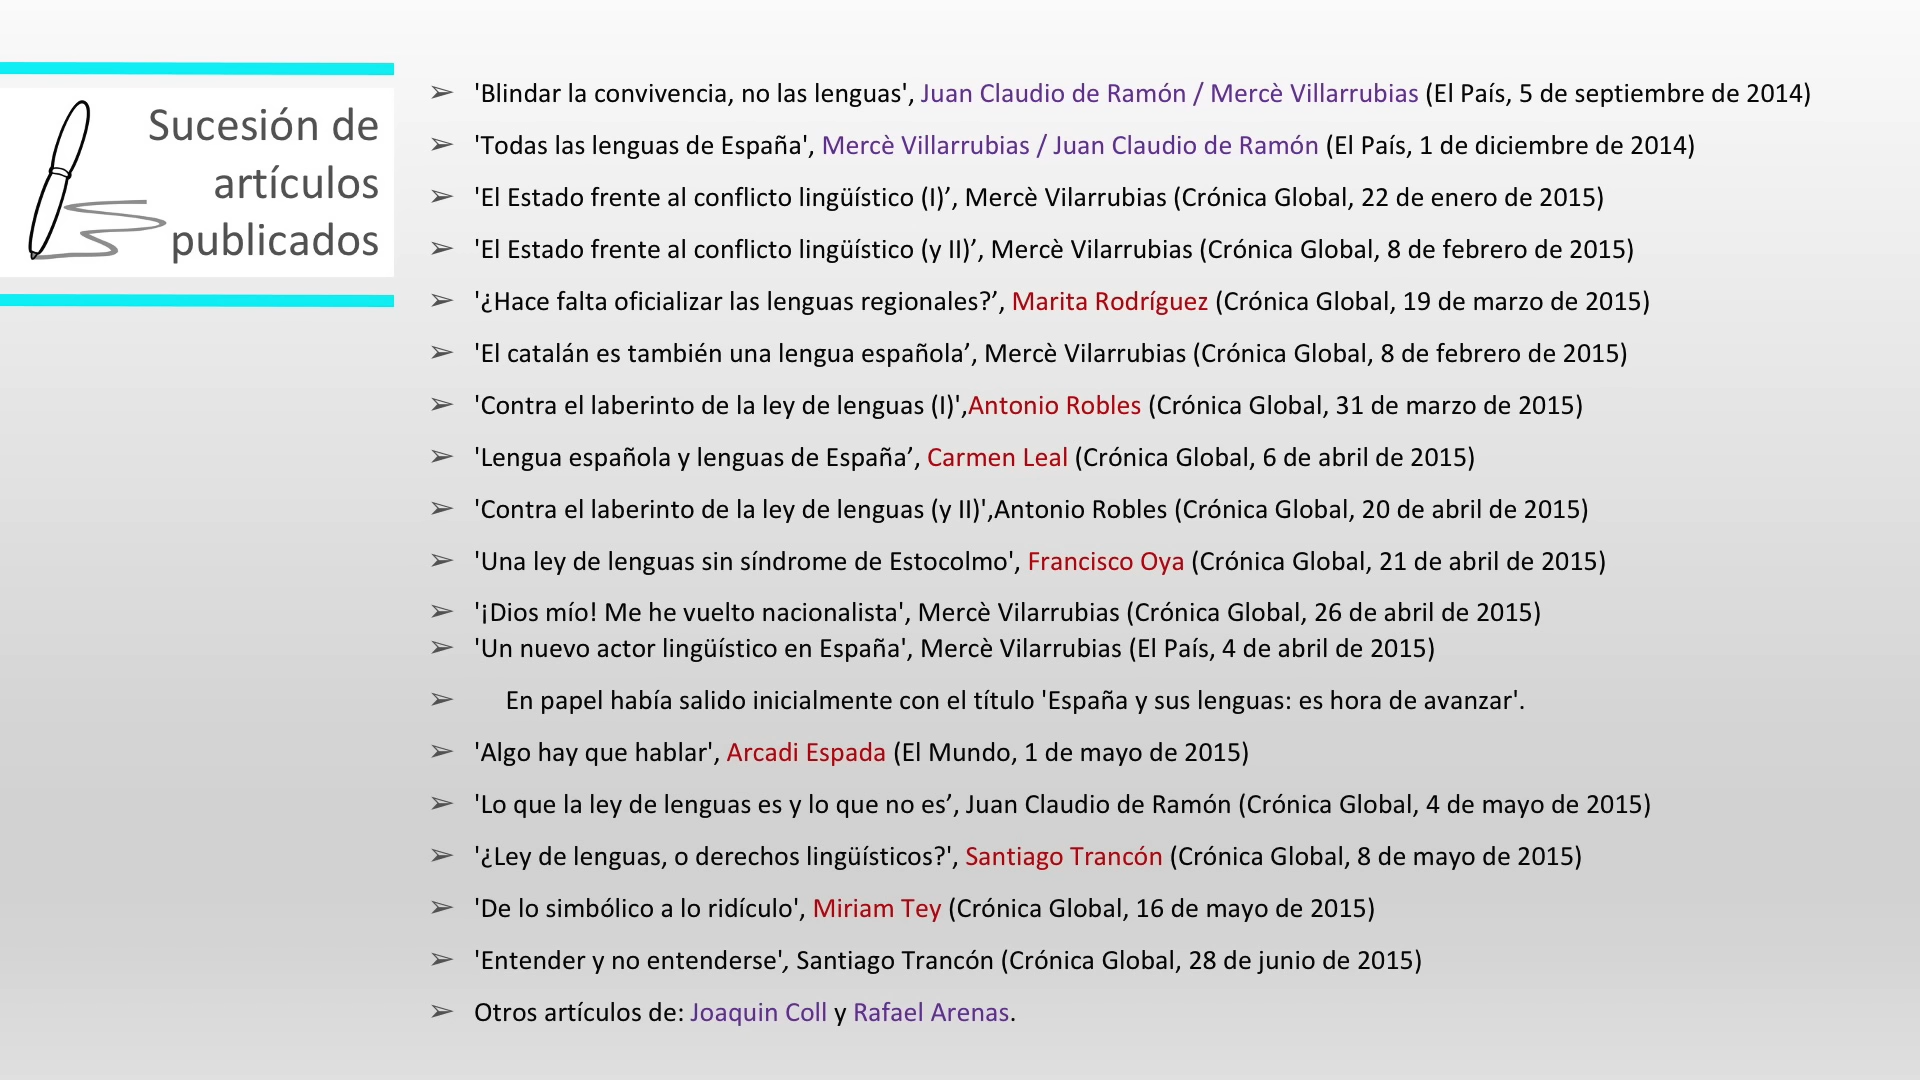 Sucesión de
artículos
publicados
➢ 'Blindar la convivencia, no las lenguas', Juan Claudio de Ramón / Mercè Villarrubias (El País, 5 de septiembre de 2014)
➢ 'Todas las lenguas de España', Mercè Villarrubias / Juan Claudio de Ramón (El País, 1 de diciembre de 2014)
➢ 'El Estado frente al conflicto lingüístico (I)’, Mercè Vilarrubias (Crónica Global, 22 de enero de 2015)
➢ 'El Estado frente al conflicto lingüístico (y II)’, Mercè Vilarrubias (Crónica Global, 8 de febrero de 2015)
➢ '¿Hace falta oficializar las lenguas regionales?’, Marita Rodríguez (Crónica Global, 19 de marzo de 2015)
➢ 'El catalán es también una lengua española’, Mercè Vilarrubias (Crónica Global, 8 de febrero de 2015)
➢ 'Contra el laberinto de la ley de lenguas (I)',Antonio Robles (Crónica Global, 31 de marzo de 2015)
➢ 'Lengua española y lenguas de España’, Carmen Leal (Crónica Global, 6 de abril de 2015)
➢ 'Contra el laberinto de la ley de lenguas (y II)',Antonio Robles (Crónica Global, 20 de abril de 2015)
➢ 'Una ley de lenguas sin síndrome de Estocolmo', Francisco Oya (Crónica Global, 21 de abril de 2015)
➢ '¡Dios mío! Me he vuelto nacionalista', Mercè Vilarrubias (Crónica Global, 26 de abril de 2015)
➢ 'Un nuevo actor lingüístico en España', Mercè Vilarrubias (El País, 4 de abril de 2015)
➢ En papel había salido inicialmente con el título 'España y sus lenguas: es hora de avanzar'.
➢ 'Algo hay que hablar', Arcadi Espada (El Mundo, 1 de mayo de 2015)
➢ 'Lo que la ley de lenguas es y lo que no es’, Juan Claudio de Ramón (Crónica Global, 4 de mayo de 2015)
➢ '¿Ley de lenguas, o derechos lingüísticos?', Santiago Trancón (Crónica Global, 8 de mayo de 2015)
➢ 'De lo simbólico a lo ridículo', Miriam Tey (Crónica Global, 16 de mayo de 2015)
➢ 'Entender y no entenderse', Santiago Trancón (Crónica Global, 28 de junio de 2015)
➢ Otros artículos de: Joaquin Coll y Rafael Arenas.